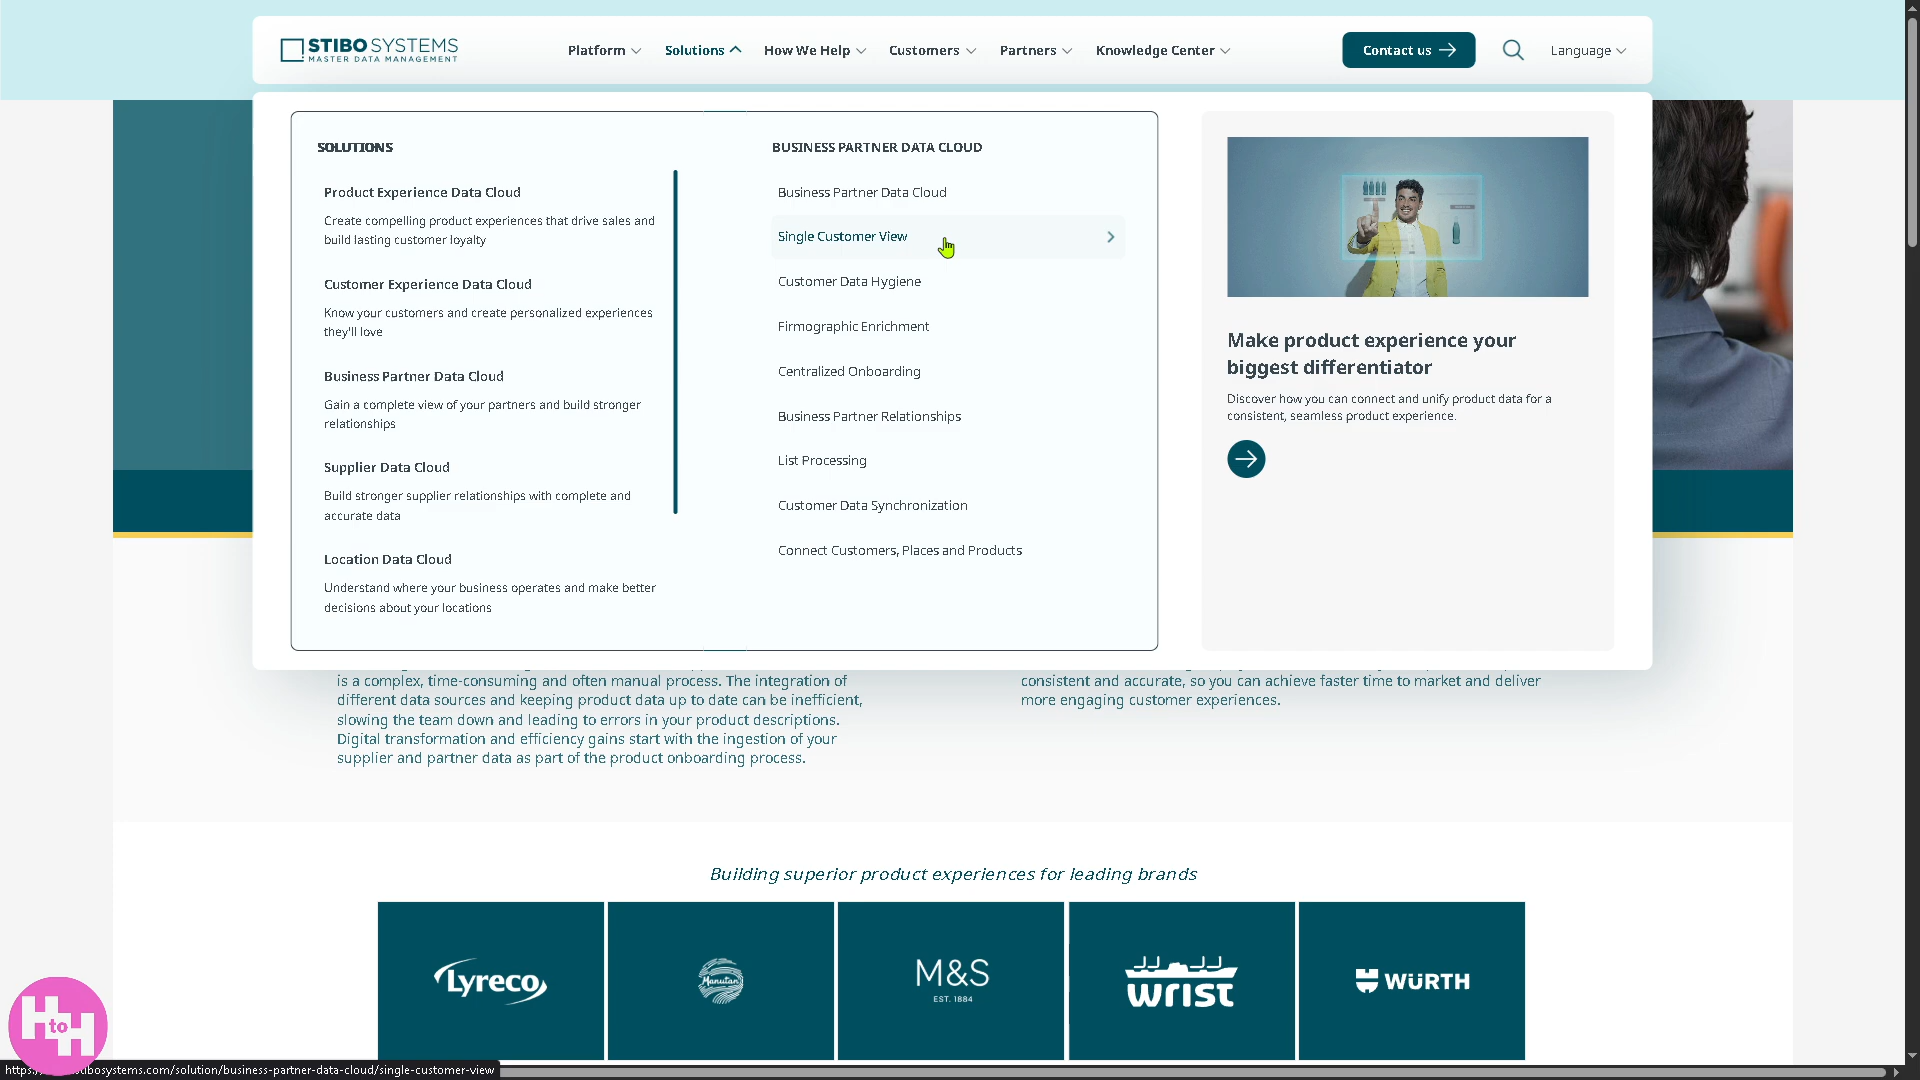 STIBO SYSTEMS
MASTER DATA MANAGEMENT
Platform
Solutions
How We Help
Customers
Partners
Knowledge Center
Contact us
Language
SOLUTIONS
Product Experience Data Cloud
Create compelling product experiences that drive sales and
build lasting customer loyalty
Customer Experience Data Cloud
Know your customers and create personalized experiences
they'll love
Business Partner Data Cloud
Gain a complete view of your partners and build stronger
relationships
Supplier Data Cloud
Build stronger supplier relationships with complete and
accurate data
Location Data Cloud
Understand where your business operates and make better
decisions about your locations
BUSINESS PARTNER DATA CLOUD
Business Partner Data Cloud
Single Customer View
Customer Data Hygiene
Firmographic Enrichment
Centralized Onboarding
Business Partner Relationships
List Processing
Customer Data Synchronization
Connect Customers, Places and Products
Make product experience your
biggest differentiator
Discover how you can connect and unify product data for a
consistent, seamless product experience.
is a complex, time-consuming and often manual process. The integration of
different data sources and keeping product data up to date can be inefficient,
slowing the team down and leading to errors in your product descriptions.
Digital transformation and efficiency gains start with the ingestion of your
supplier and partner data as part of the product onboarding process.
consistent and accurate, so you can achieve faster time to market and deliver
more engaging customer experiences.
Building superior product experiences for leading brands
Lyreco
Manutan
M&S
EST. 1884
wrist
WÜRTH
H to H
https:/ tibosystems.com/solution/business-partner-data-cloud/single-customer-view